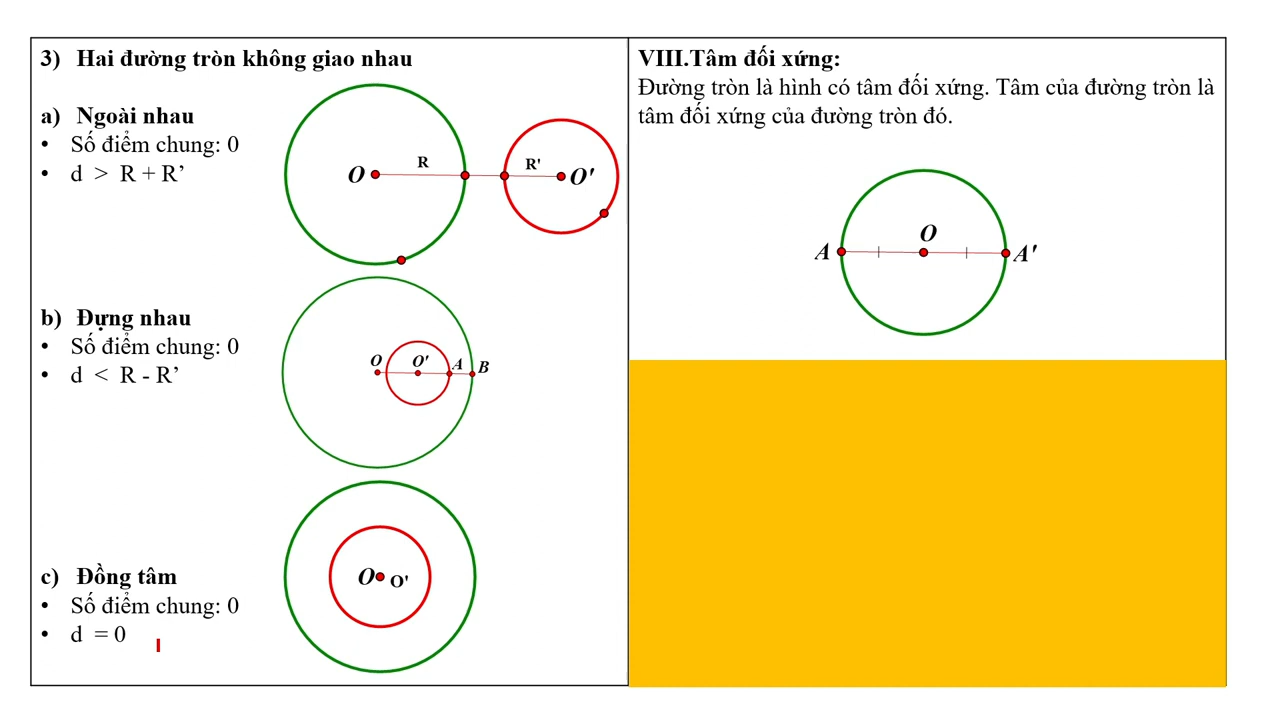 3) Hai đường tròn không giao nhau
a) Ngoài nhau
• Số điểm chung: 0
• d > R + R’
O
R
R'
O'
b) Đựng nhau
• Số điểm chung: 0
• d < R - R’
O
O'
A
B
c) Đồng tâm
• Số điểm chung: 0
• d = 0
O
O'
VIII.Tâm đối xứng:
Đường tròn là hình có tâm đối xứng. Tâm của đường tròn là
tâm đối xứng của đường tròn đó.
O
A
A'